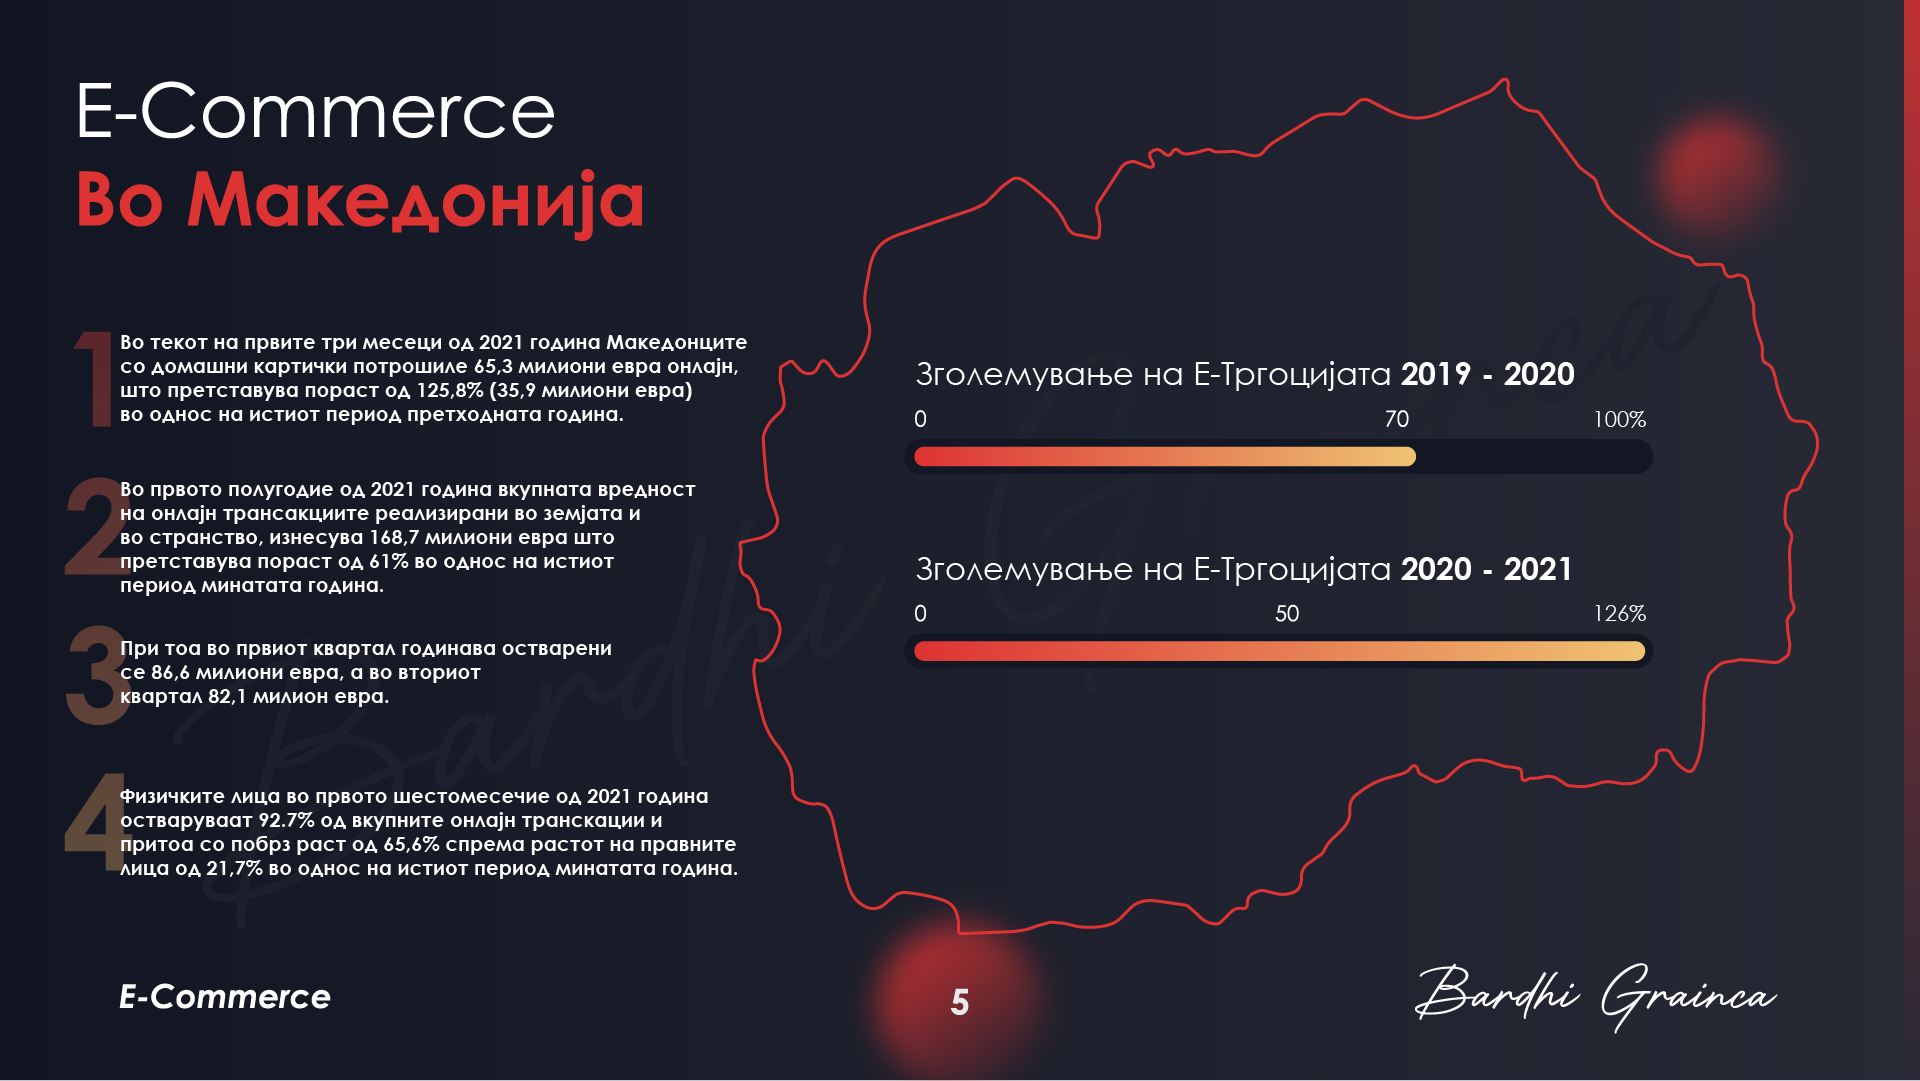 E-Commerce
Во Македонија
1
Во текот на првите три месеци од 2021 година Македонците
со домашни картички потрошиле 65,3 милиони евра онлајн,
што претставува пораст од 125,8% (35,9 милиони евра)
во однос на истиот период претходната година.
2
Во првото полугодие од 2021 година вкупната вредност
на онлајн трансакциите реализирани во земјата и
во странство, изнесува 168,7 милиони евра што
претставува пораст од 61% во однос на истиот
период минатата година.
3
При тоа во првиот квартал годинава остварени
се 86,6 милиони евра, а во вториот
квартал 82,1 милион евра.
4
Физичките лица во првото шестомесечие од 2021 година
остваруваат 92.7% од вкупните онлајн транскации и
притоа со побрз раст од 65,6% спрема растот на правните
лица од 21,7% во однос на истиот период минатата година.
Зголемување на Е-Тргоцијата 2019 - 2020
0 70 100%
Зголемување на Е-Тргоцијата 2020 - 2021
0 50 126%
Bardhi Grainca
E-Commerce
5
Bardhi Grainca